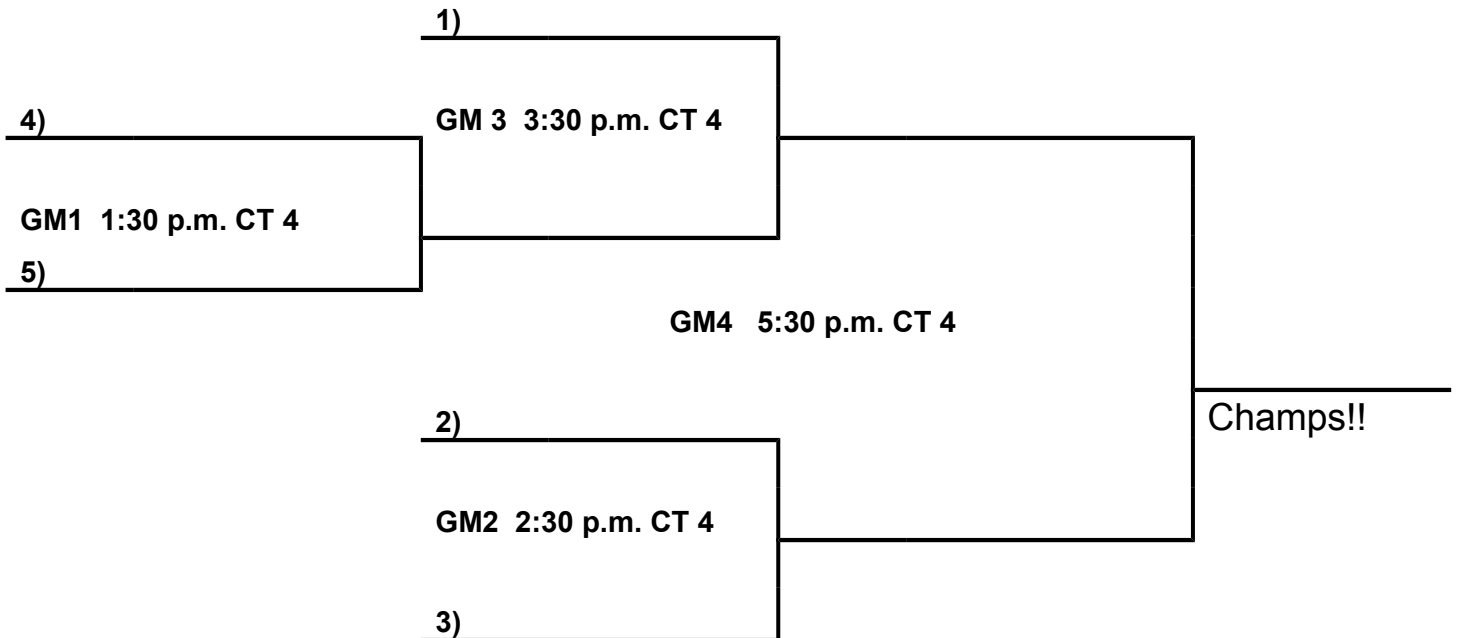 1)
4)
GM 3 3:30 p.m. CT 4
GM1 1:30 p.m. CT 4
5)
GM4 5:30 p.m. CT 4
2)
Champs!!
GM2 2:30 p.m. CT 4
3)